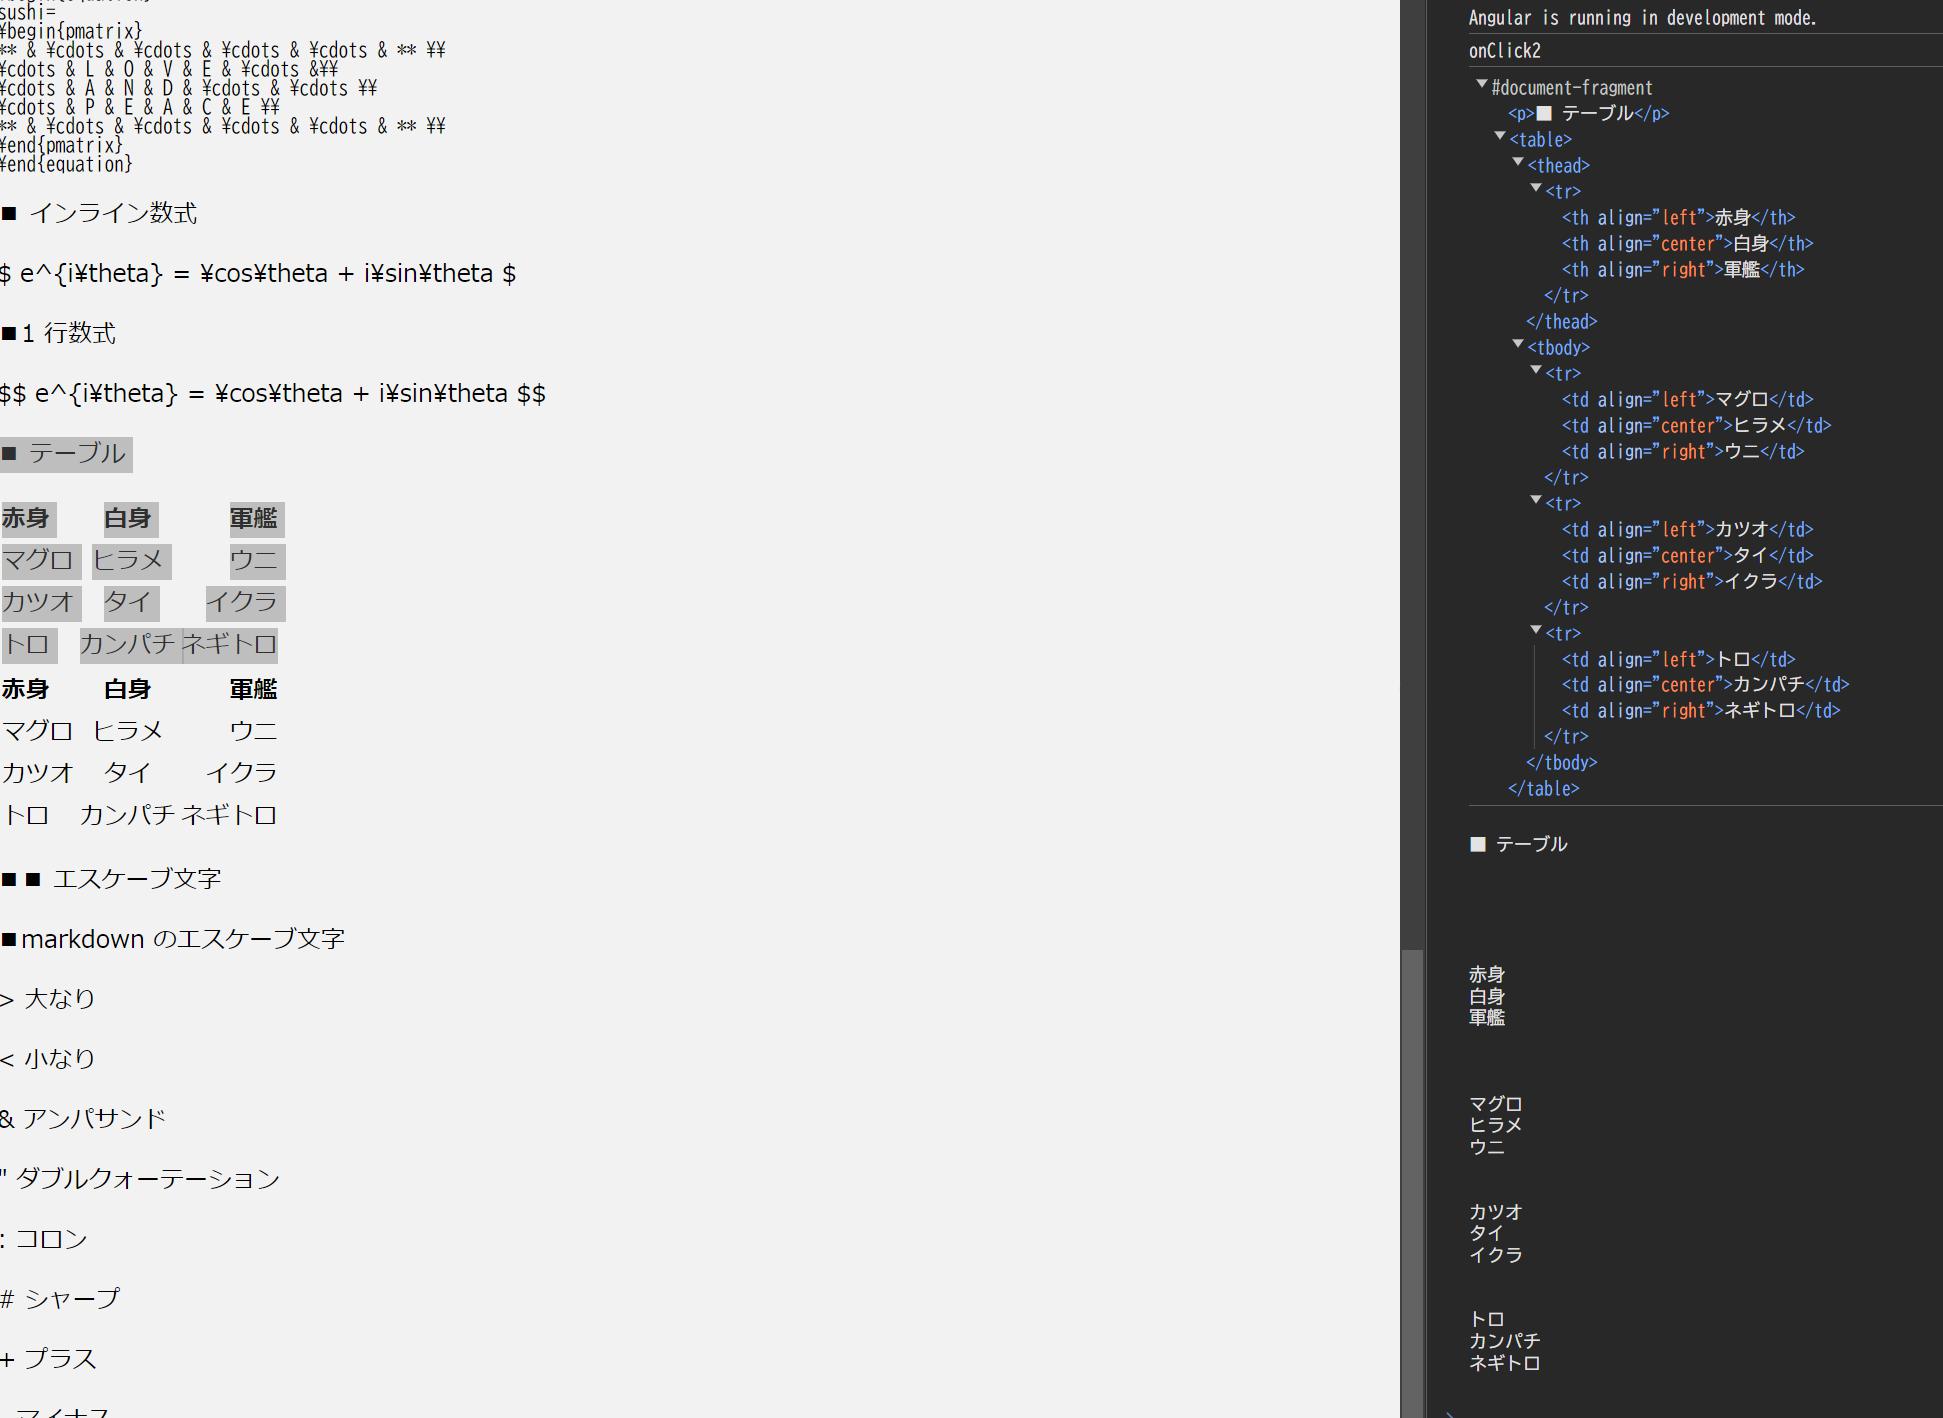 sushi=
¥begin{pmatrix}
** & ¥cdots & ¥cdots & ¥cdots & ¥cdots & ** ¥¥
¥cdots & L & O & V & E & ¥cdots &¥¥
¥cdots & A & N & D & ¥cdots & ¥cdots ¥¥
¥cdots & P & E & A & C & E ¥¥
** & ¥cdots & ¥cdots & ¥cdots & ¥cdots & ** ¥¥
¥end{pmatrix}
¥end{equation}
■ インライン数式
$ e^{i¥theta} = ¥cos¥theta + i¥sin¥theta $
■1 行数式
$$ e^{i¥theta} = ¥cos¥theta + i¥sin¥theta $$
■ テーブル
赤身 白身 軍艦
マグロ ヒラメ ウニ
カツオ タイ イクラ
トロ カンパチ ネギトロ
赤身 白身 軍艦
マグロ ヒラメ ウニ
カツオ タイ イクラ
トロ カンパチ ネギトロ
■■ エスケープ文字
■markdown のエスケープ文字
> 大なり
< 小なり
& アンパサンド
" ダブルクォーテーション
: コロン
# シャープ
+ プラス
Angular is running in development mode.
onClick2
▼#document-fragment
<p>■ テーブル</p>
▼<table>
▼<thead>
▼<tr>
<th align="left">赤身</th>
<th align="center">白身</th>
<th align="right">軍艦</th>
</tr>
</thead>
▼<tbody>
▼<tr>
<td align="left">マグロ</td>
<td align="center">ヒラメ</td>
<td align="right">ウニ</td>
</tr>
▼<tr>
<td align="left">カツオ</td>
<td align="center">タイ</td>
<td align="right">イクラ</td>
</tr>
▼<tr>
<td align="left">トロ</td>
<td align="center">カンパチ</td>
<td align="right">ネギトロ</td>
</tr>
</tbody>
</table>
■ テーブル
赤身
白身
軍艦
マグロ
ヒラメ
ウニ
カツオ
タイ
イクラ
トロ
カンパチ
ネギトロ